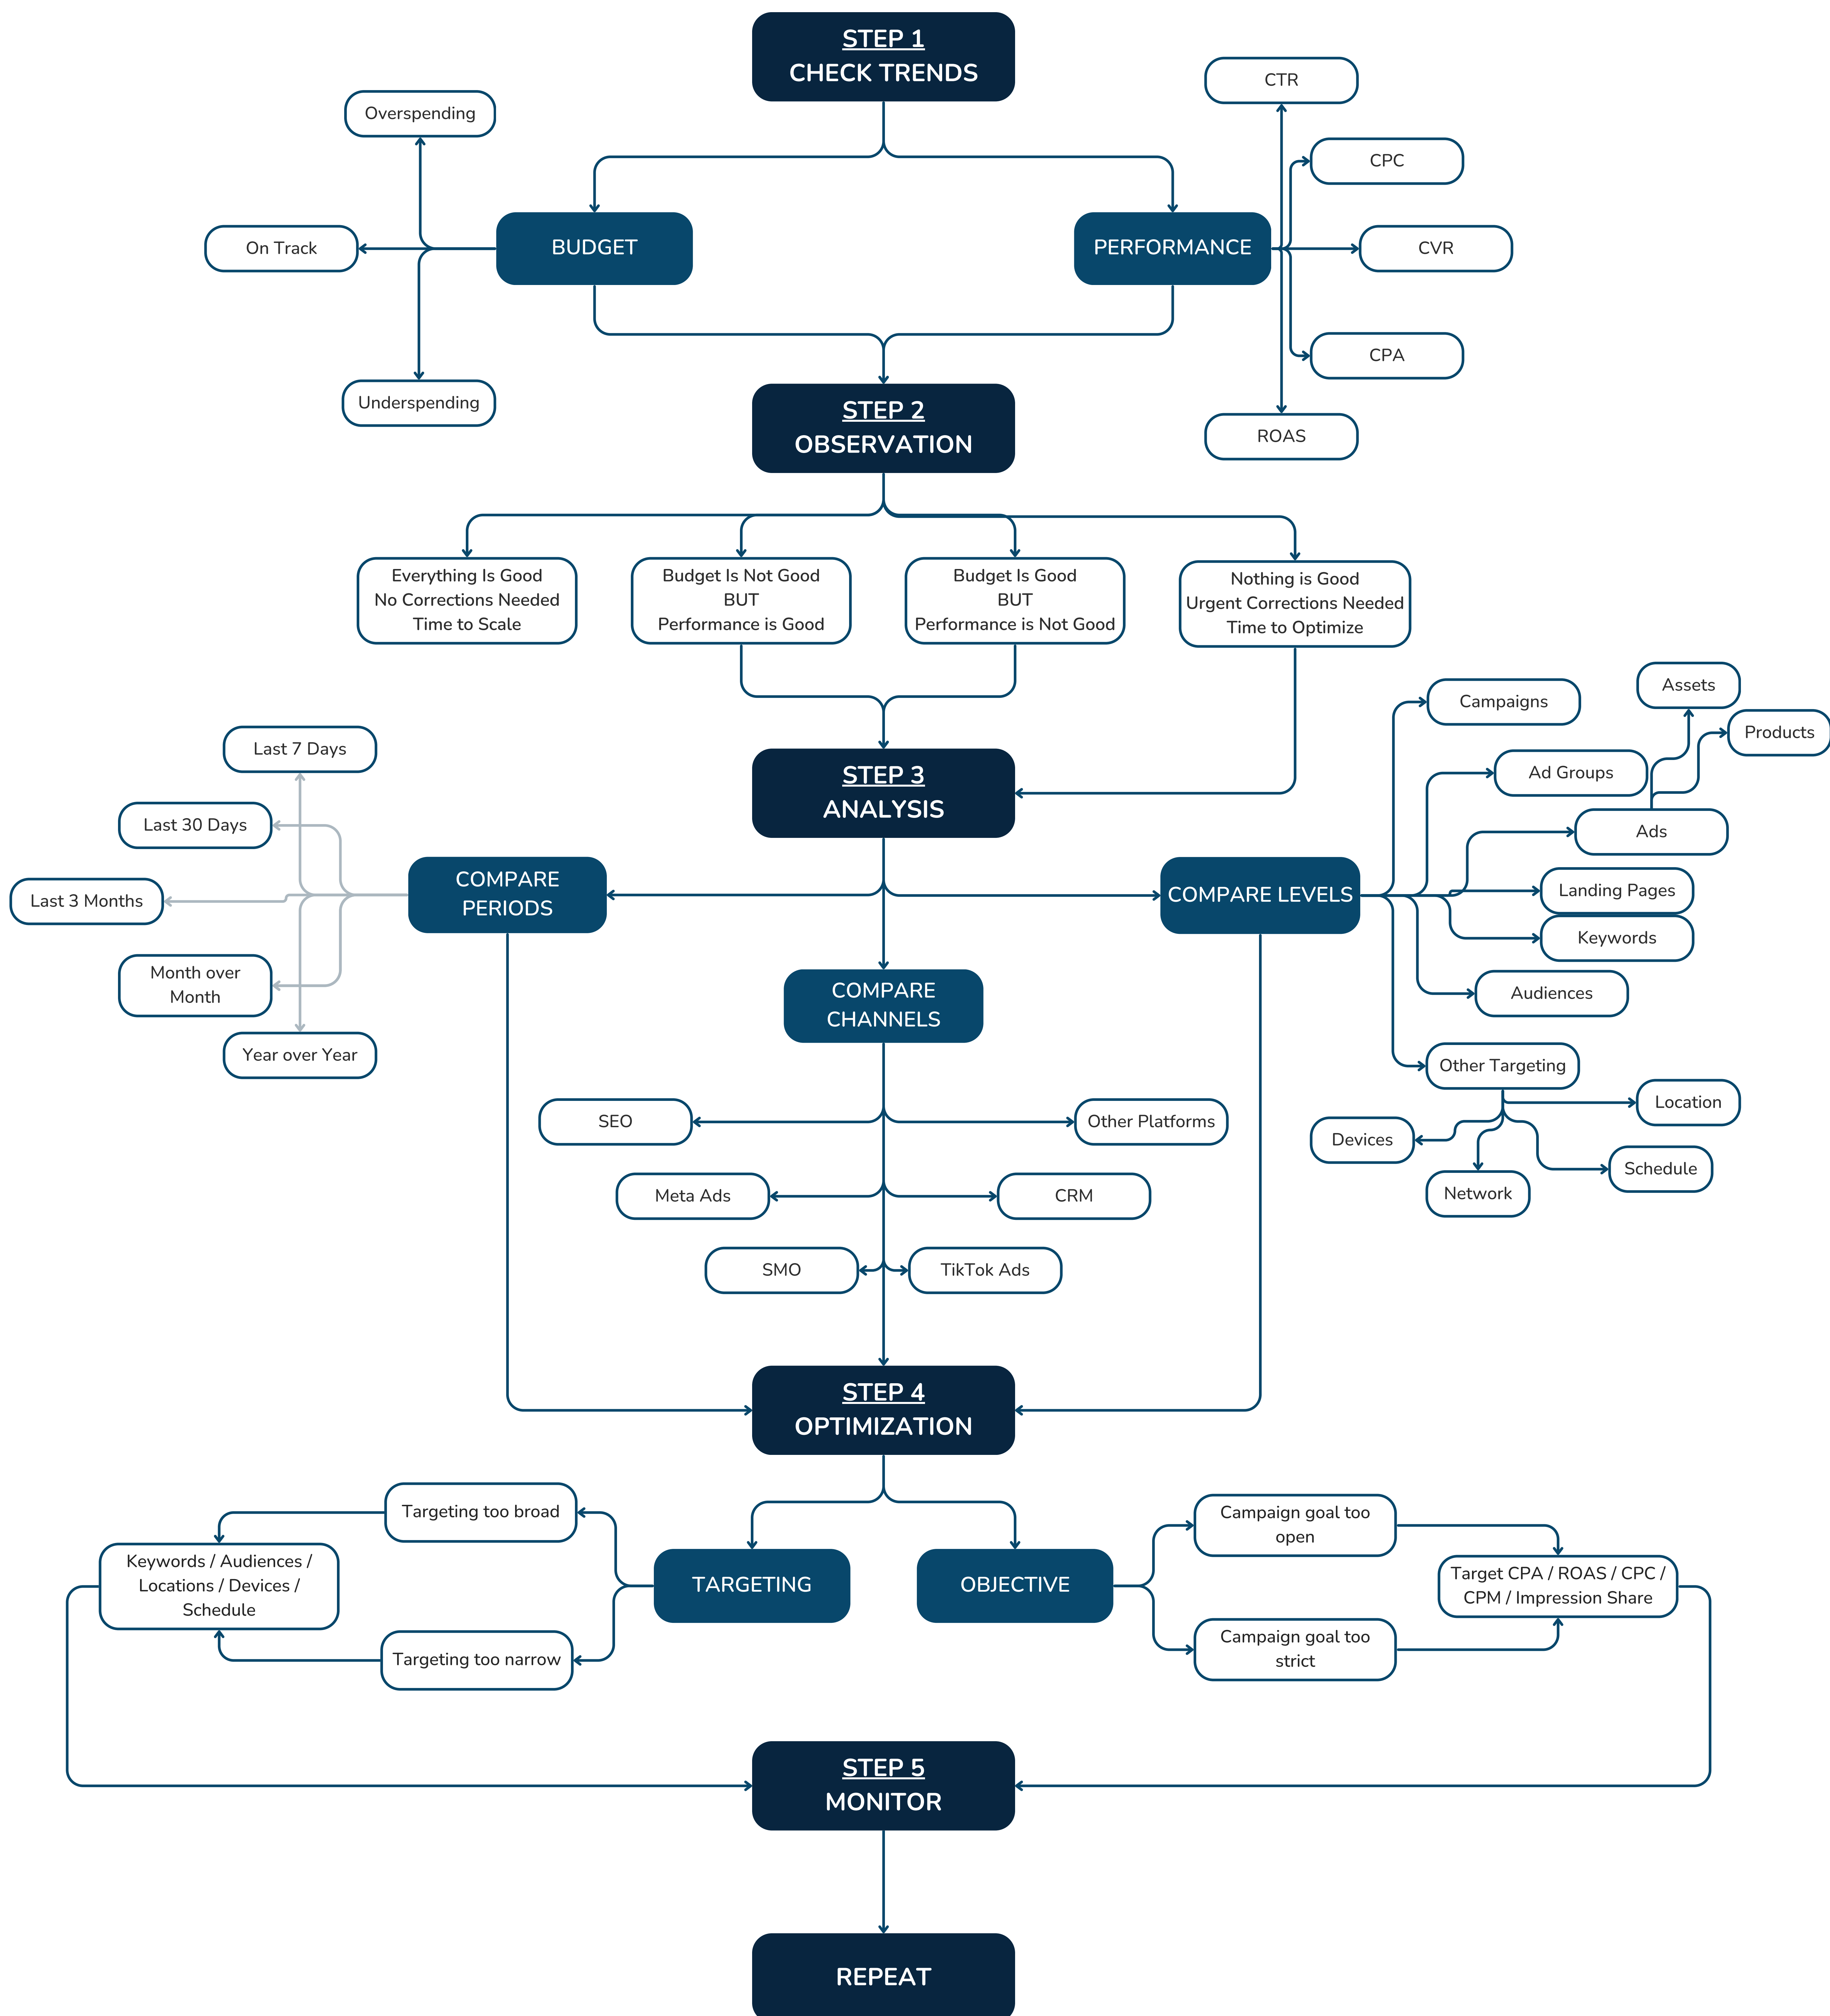 STEP 1
CHECK TRENDS
CTR
Overspending
CPC
On Track
BUDGET
PERFORMANCE
CVR
CPA
Underspending
STEP 2
OBSERVATION
ROAS
Everything Is Good
No Corrections Needed
Time to Scale
Budget Is Not Good
BUT
Performance is Good
Budget Is Good
BUT
Performance is Not Good
Nothing is Good
Urgent Corrections Needed
Time to Optimize
Assets
Campaigns
Products
Last 7 Days
STEP 3
ANALYSIS
Ad Groups
Last 30 Days
Ads
Last 3 Months
COMPARE
PERIODS
COMPARE LEVELS
Landing Pages
Keywords
Month over
Month
COMPARE
CHANNELS
Audiences
Year over Year
Other Targeting
SEO
Other Platforms
Location
Devices
Schedule
Meta Ads
CRM
Network
SMO
TikTok Ads
STEP 4
OPTIMIZATION
Targeting too broad
Campaign goal too
open
Keywords / Audiences /
Locations / Devices /
Schedule
TARGETING
OBJECTIVE
Target CPA / ROAS / CPC /
CPM / Impression Share
Targeting too narrow
Campaign goal too
strict
STEP 5
MONITOR
REPEAT